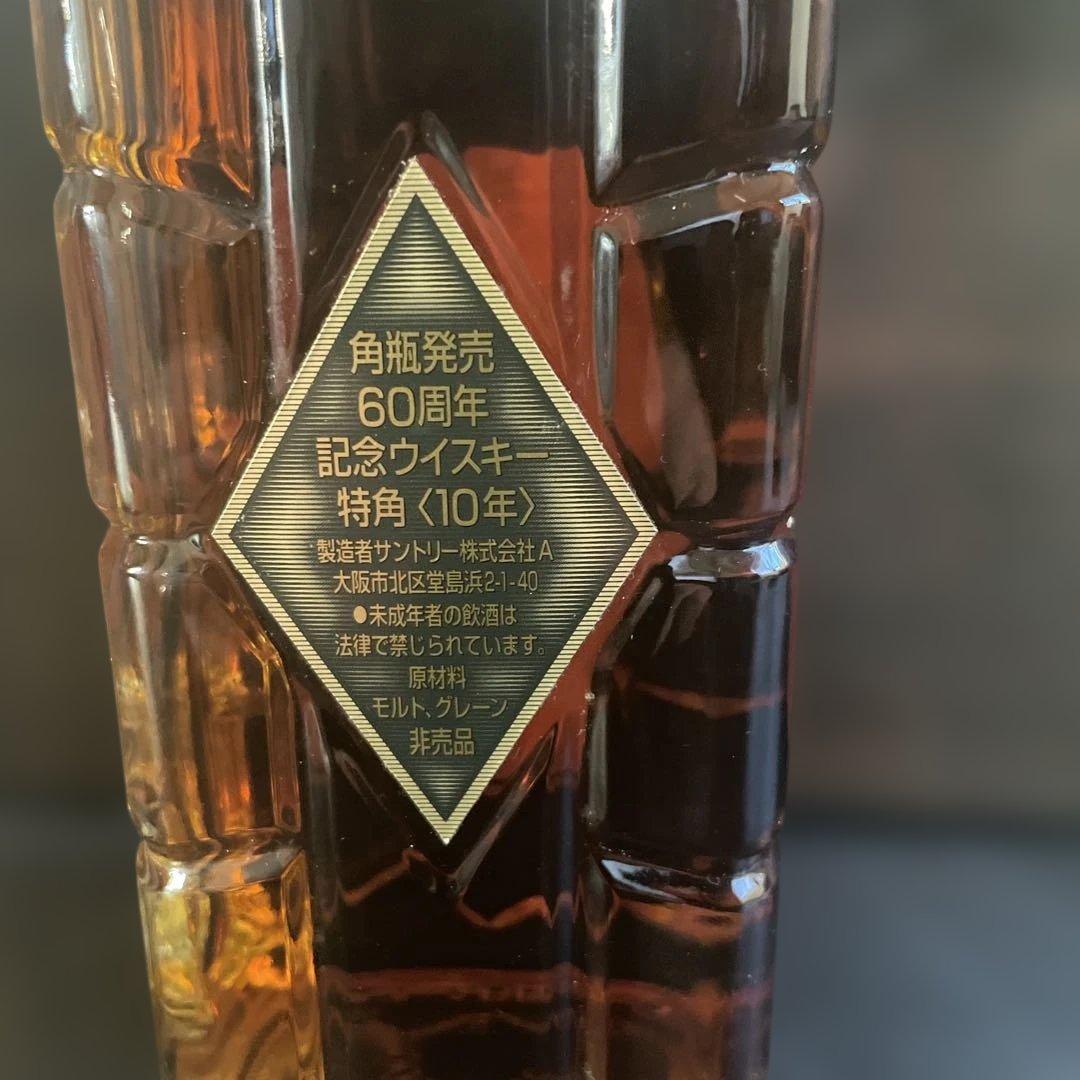 角瓶発売
60周年
記念ウイスキー
特角〈10年〉
製造者サントリー株式会社A
大阪市北区堂島浜2-1-40
●未成年者の飲酒は
法律で禁じられています。
原材料
モルト、グレーン
非売品